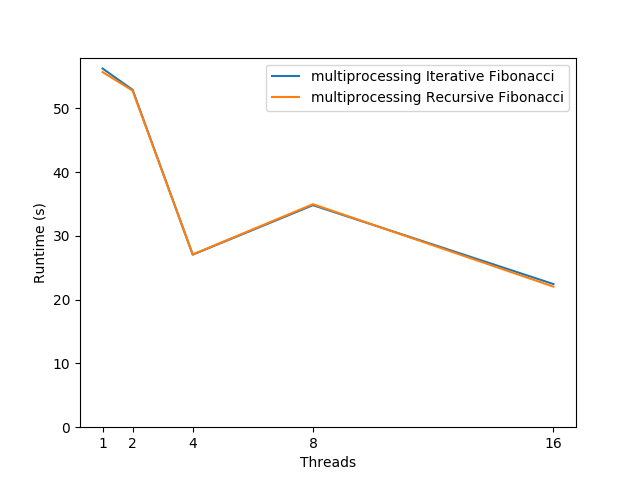 multiprocessing Iterative Fibonacci
multiprocessing Recursive Fibonacci
Runtime (s)
50
40
30
20
10
0
1 2 4 8 16
Threads